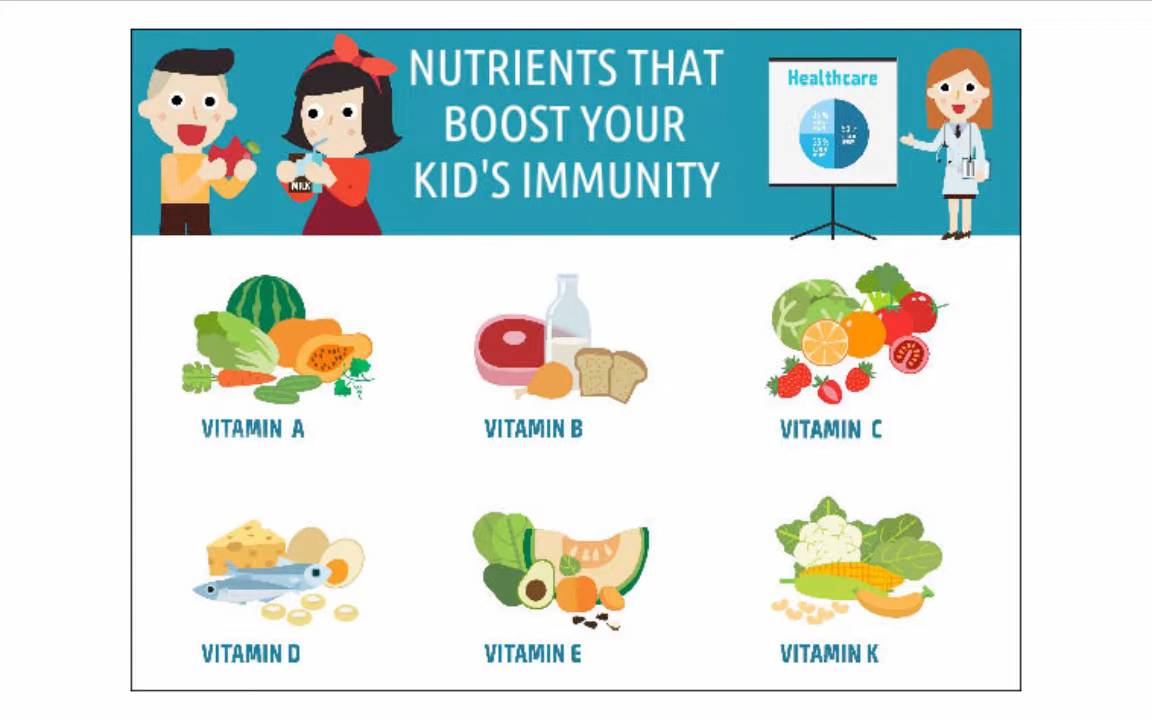 NUTRIENTS THAT
BOOST YOUR
KID'S IMMUNITY
Healthcare
MILK
VITAMIN A
VITAMIN B
VITAMIN C
VITAMIN D
VITAMIN E
VITAMIN K